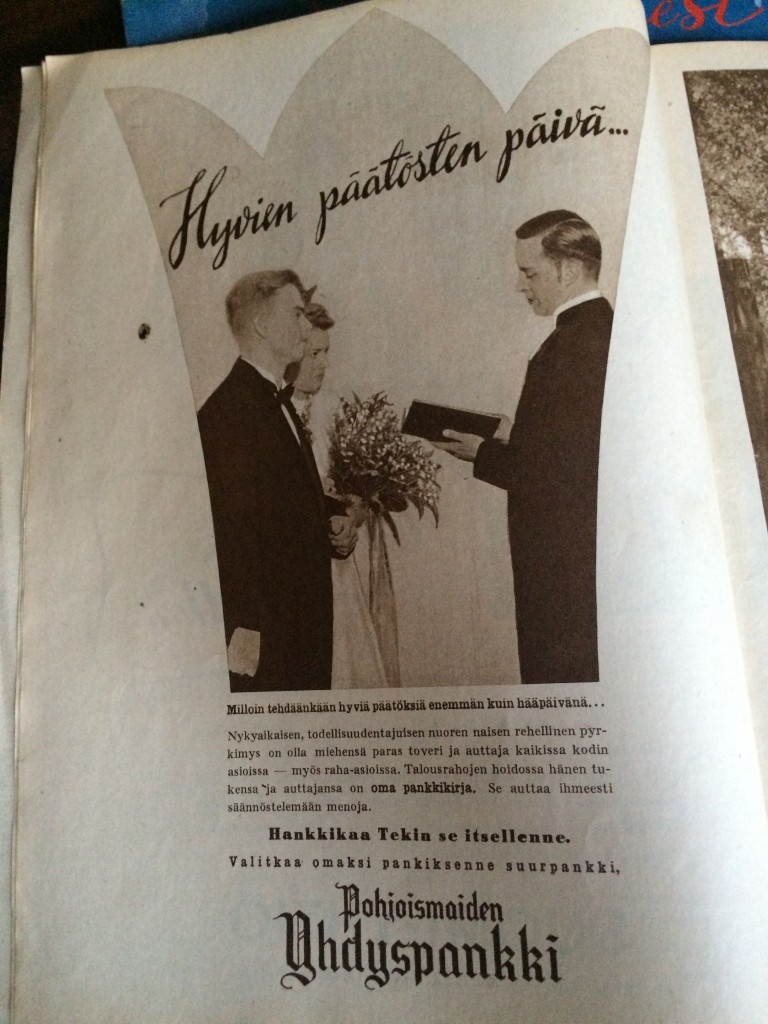 esi
Hyvien päätösten päivä...
Milloin tehdäänkään hyviä päätöksiä enemmän kuin hääpäivänä...
Nykyaikaisen, todellisuudentajuisen nuoren naisen rehellinen pyr-
kimys on olla miehensä paras toveri ja auttaja kaikissa kodin
asioissa — myös raha-asioissa. Talousrahojen hoidossa hänen tu-
kensa ja auttajansa on oma pankkikirja. Se auttaa ihmeesti
säännöstelemään menoja.
Hankkikaa Tekin se itsellenne.
Valitkaa omaksi pankiksenne suurpankki,
Pohjoismaiden
Yhdyspankki